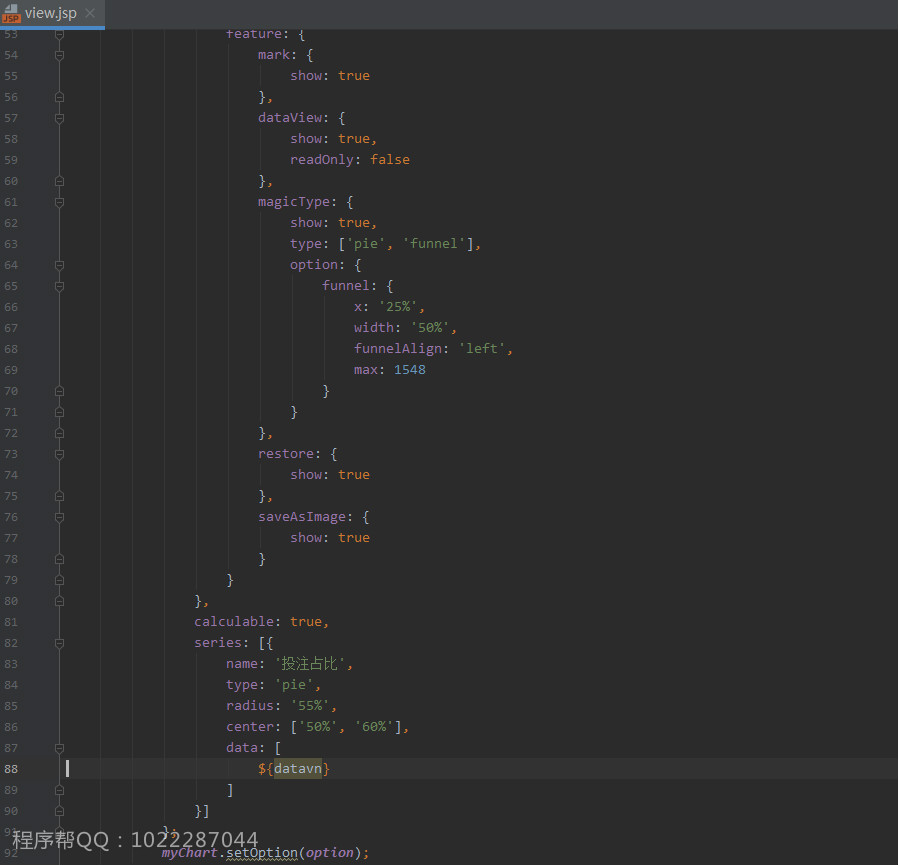 JSP view.jsp
53 feature: {
54 mark: {
55 show: true
56 },
57 dataView: {
58 show: true,
59 readOnly: false
60 },
61 magicType: {
62 show: true,
63 type: ['pie', 'funnel'],
64 option: {
65 funnel: {
66 x: '25%',
67 width: '50%',
68 funnelAlign: 'left',
69 max: 1548
70 }
71 }
72 },
73 restore: {
74 show: true
75 },
76 saveAsImage: {
77 show: true
78 }
79 }
80 },
81 calculable: true,
82 series: [{
83 name: '投注占比',
84 type: 'pie',
85 radius: '55%',
86 center: ['50%', '60%'],
87 data: [
88 ${datavn}
89 ]
90 }]
91 };
程序帮QQ：1022287044
92 myChart.setOption(option);